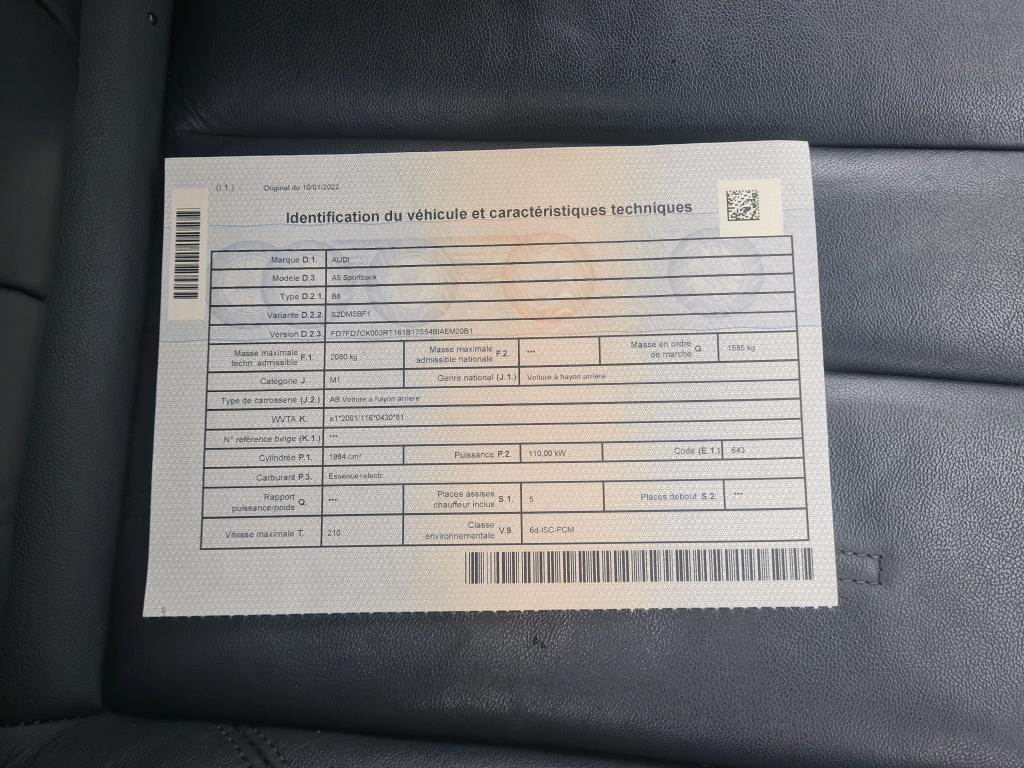 (I.1.) Original du 10/01/2022
Identification du véhicule et caractéristiques techniques
Marque D.1. AUDI
Modèle D.3. A5 Sportback
Type D.2.1. B8
Variante D.2.2. S2DMSBF1
Version D.2.3. FD7FD7CK003RT161B17S54BIAEM20B1
Masse maximale techn. admissible F.1. 2080 kg Masse maximale admissible nationale F.2. *** Masse en ordre de marche G. 1585 kg
Catégorie J. M1 Genre national (J.1.) Voiture à hayon arrière
Type de carrosserie (J.2.) AB Voiture à hayon arrière
WVTA K. e1*2001/116*0430*81
N° référence belge (K.1.) ***
Cylindrée P.1. 1984 cm³ Puissance P.2. 110,00 kW Code (E.1.) 643
Carburant P.3. Essence+electr.
Rapport puissance/poids Q. *** Places assises chauffeur inclus S.1. 5 Places debout S.2. ***
Vitesse maximale T. 210 Classe environnementale V.9. 6d-ISC-FCM